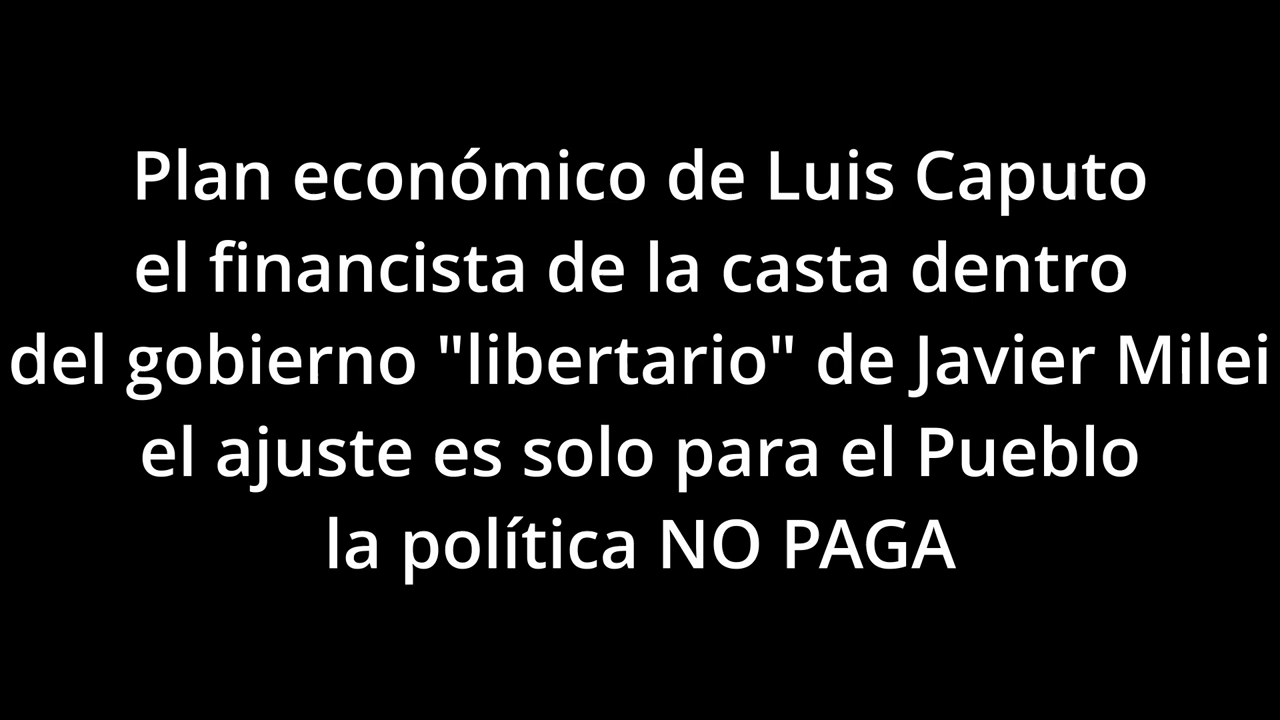 Plan económico de Luis Caputo
el financista de la casta dentro
del gobierno "libertario" de Javier Milei
el ajuste es solo para el Pueblo
la política NO PAGA